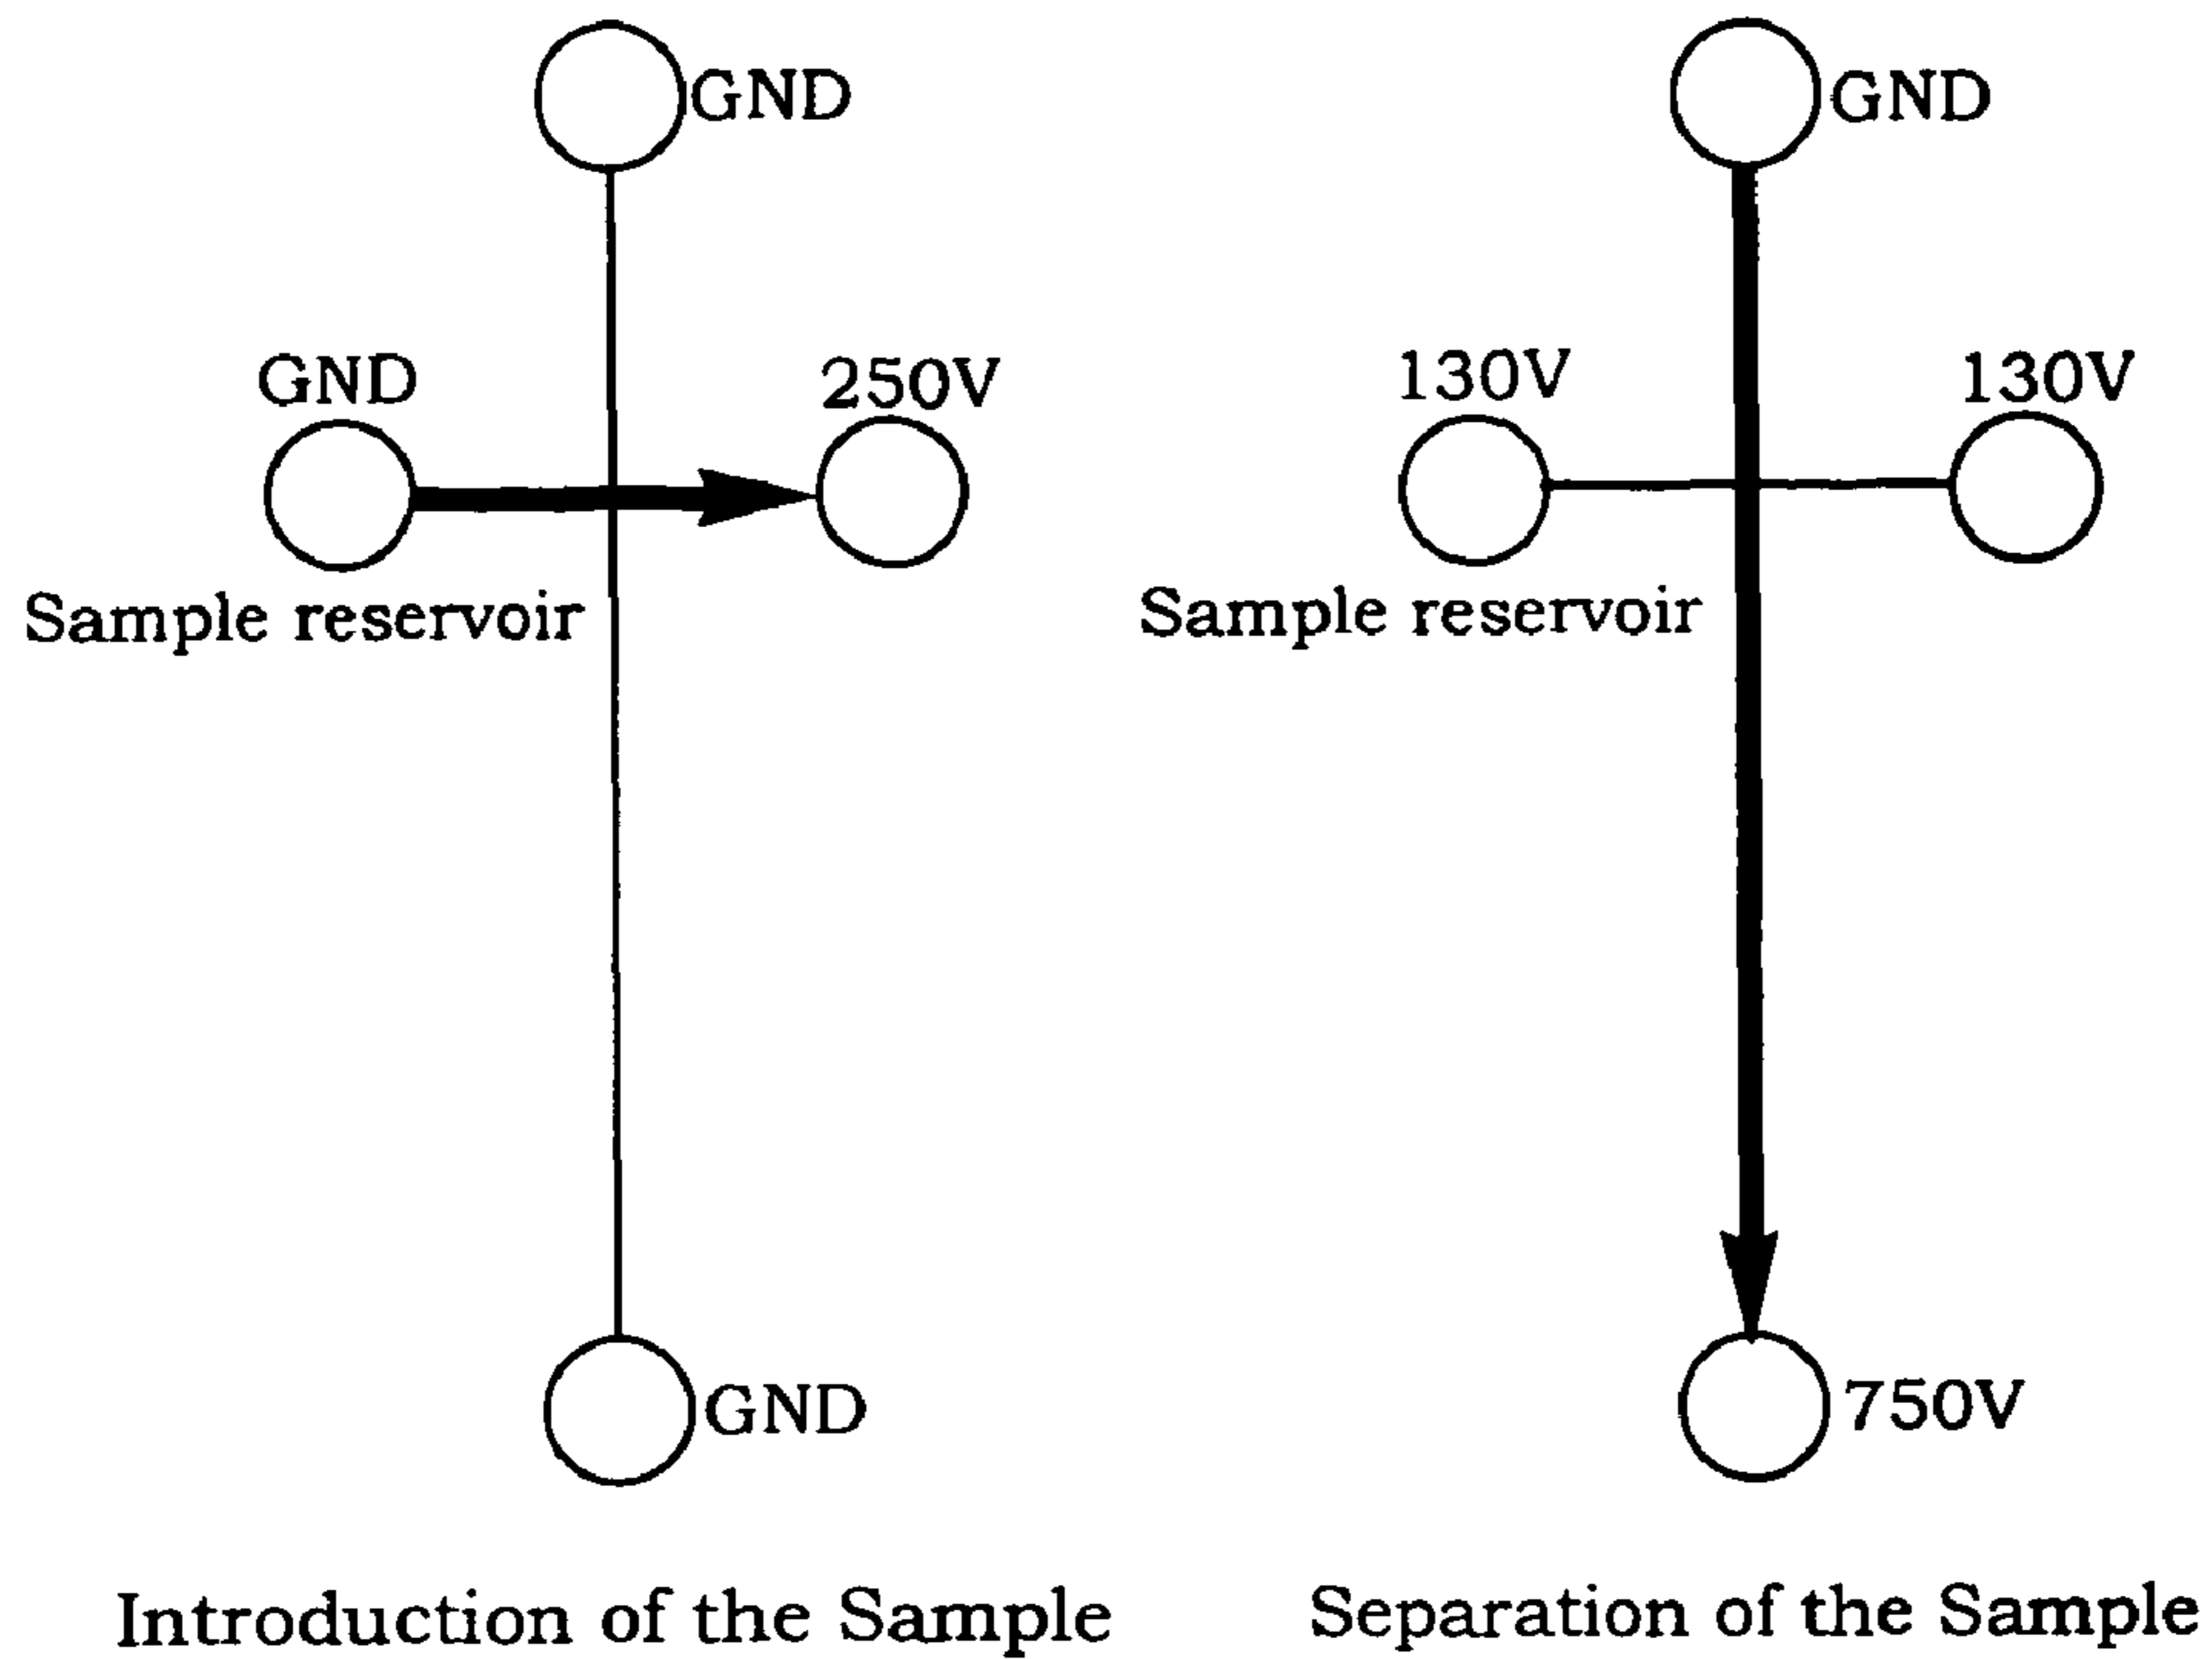 GND
GND
250V
Sample reservoir
GND
Introduction of the Sample
GND
130V
130V
Sample reservoir
750V
Separation of the Sample